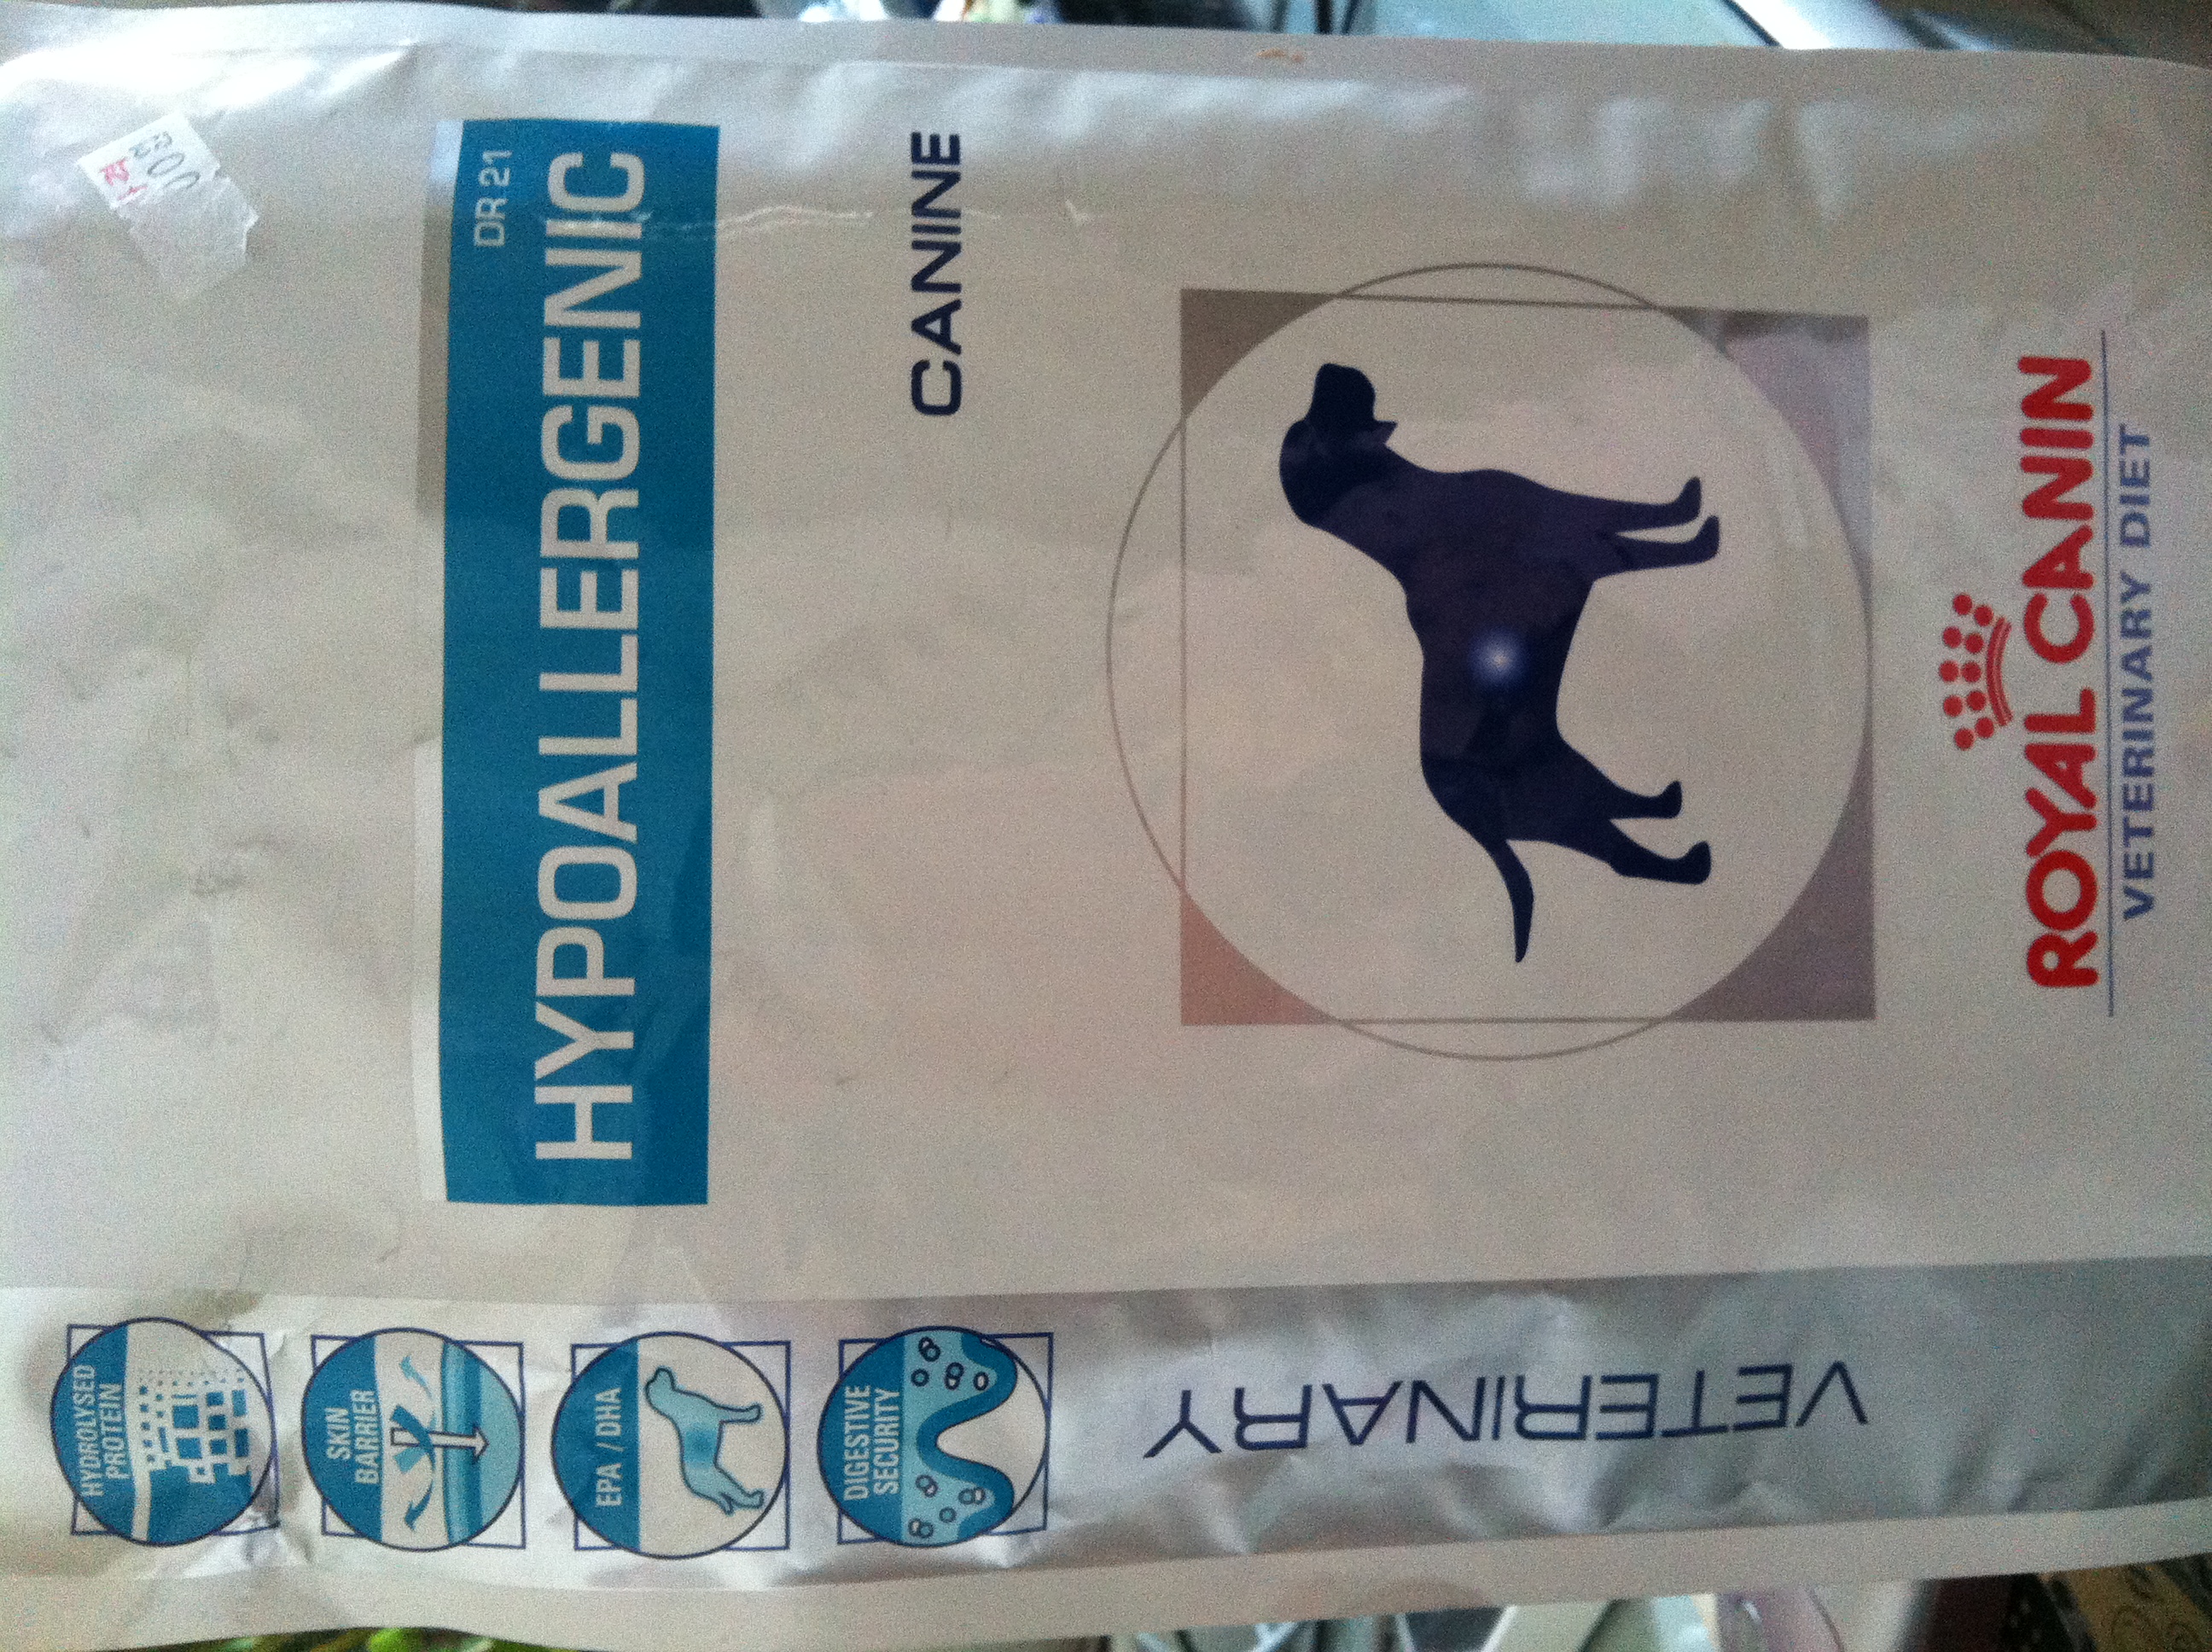 ROYAL CANIN
VETERINARY DIET
CANINE
DR 21
HYPOALLERGENIC
VETERINARY
DIGESTIVE
SECURITY
EPA / DHA
SKIN
BARRIER
HYDROLYSED
PROTEIN